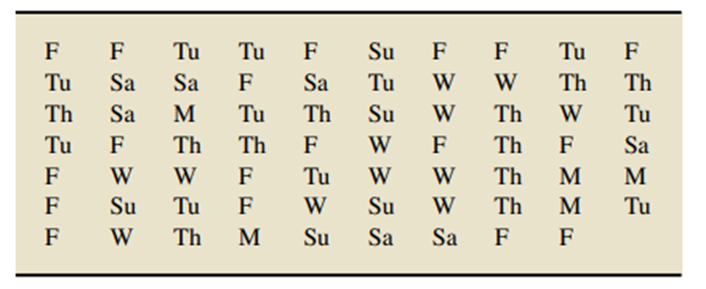 F F Tu Tu F Su F F Tu F
Tu Sa Sa F Sa Tu W W Th Th
Th Sa M Tu Th Su W Th W Tu
Tu F Th Th F W F Th F Sa
F W W F Tu W W Th M M
F Su Tu F W Su W Th M Tu
F W Th M Su Sa Sa F F